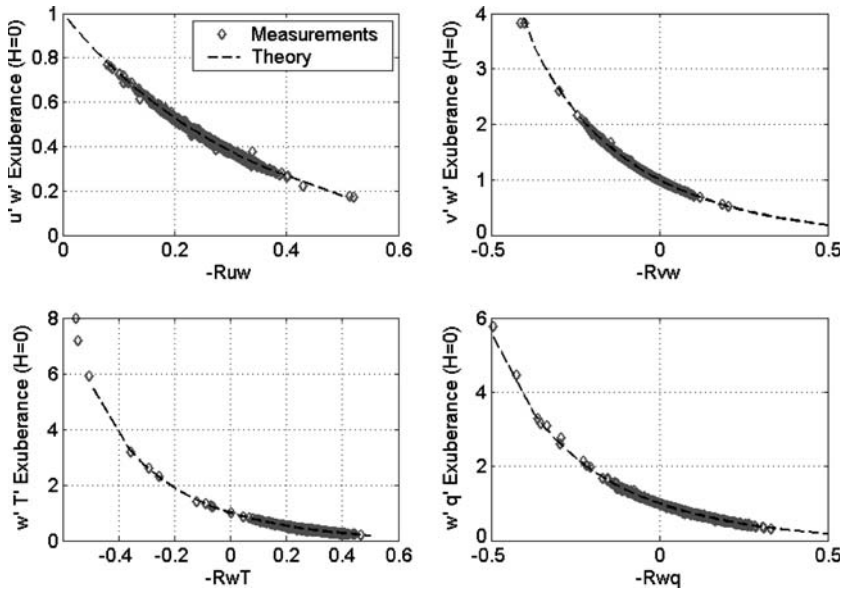 u' w' Exuberance (H=0)
1
0.8
0.6
0.4
0.2
0
Measurements
Theory
0 0.2 0.4 0.6
-Ruw
v' w' Exuberance (H=0)
4
3
2
1
0
-0.5 0 0.5
-Rvw
w' T' Exuberance (H=0)
8
6
4
2
0
-0.4 -0.2 0 0.2 0.4 0.6
-RwT
w' q' Exuberance (H=0)
6
4
2
0
-0.5 0 0.5
-Rwq